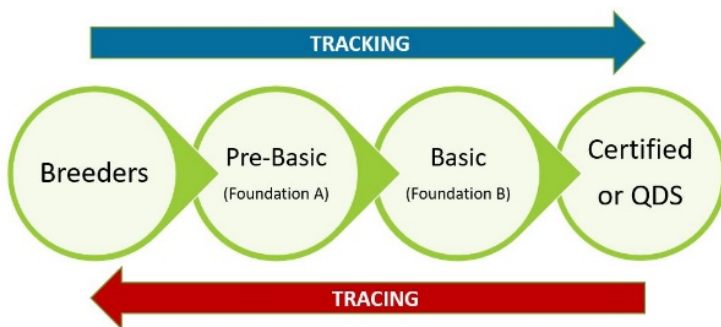 TRACKING
Breeders
Pre-Basic
(Foundation A)
Basic
(Foundation B)
Certified
or QDS
TRACING